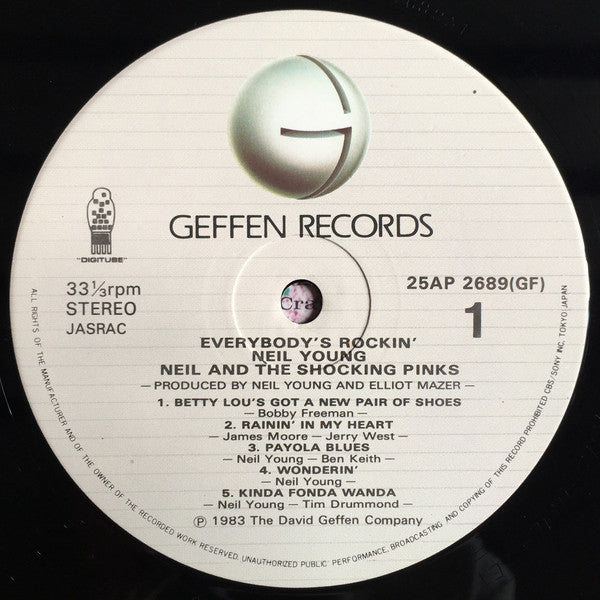 GEFFEN RECORDS
"DIGITUBE"
33⅓rpm
STEREO
JASRAC
25AP 2689(GF)
1
Cra
EVERYBODY'S ROCKIN'
NEIL YOUNG
NEIL AND THE SHOCKING PINKS
— PRODUCED BY NEIL YOUNG AND ELLIOT MAZER —
1. BETTY LOU'S GOT A NEW PAIR OF SHOES
— Bobby Freeman —
2. RAININ' IN MY HEART
— James Moore – Jerry West —
3. PAYOLA BLUES
— Neil Young – Ben Keith —
4. WONDERIN'
— Neil Young —
5. KINDA FONDA WANDA
— Neil Young – Tim Drummond —
Ⓟ 1983 The David Geffen Company
ALL RIGHTS OF THE MANUFACTURER AND OF THE OWNER OF THE RECORDED WORK RESERVED. UNAUTHORIZED PUBLIC PERFORMANCE, BROADCASTING AND COPYING OF THIS RECORD PROHIBITED CBS/SONY INC. TOKYO JAPAN